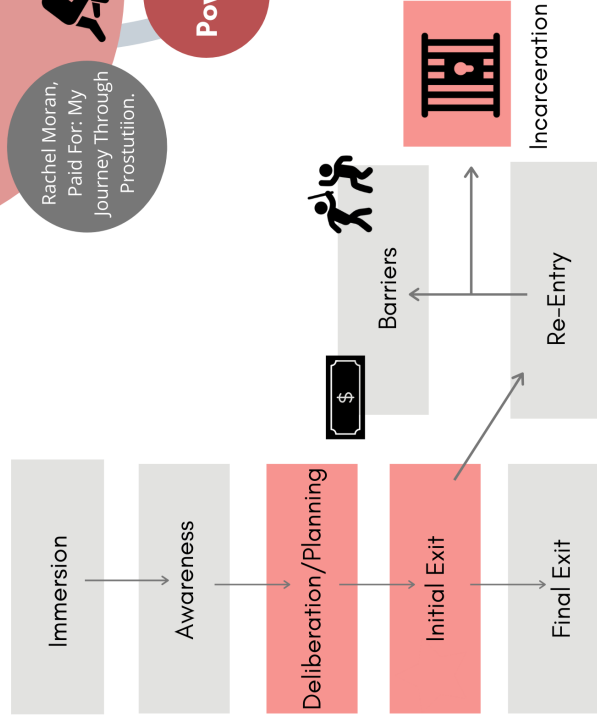 Rachel Moran,
Paid For: My
Journey Through
Prostutiion.
Immersion
Awareness
Deliberation/Planning
Initial Exit
Final Exit
$
Barriers
Re-Entry
Incarceration